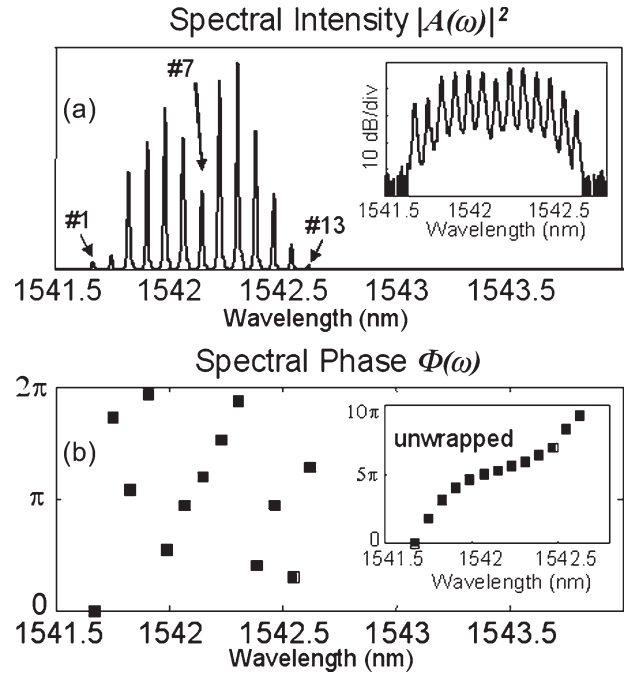 Spectral Intensity |A(ω)|²
(a)
#1
#7
#13
10 dB/div
1541.5 1542 1542.5
Wavelength (nm)
1541.5 1542 1542.5 1543 1543.5
Wavelength (nm)
Spectral Phase Φ(ω)
2π
(b)
π
0
unwrapped
10π
5π
0
1541.5 1542 1542.5
Wavelength (nm)
1541.5 1542 1542.5 1543 1543.5
Wavelength (nm)